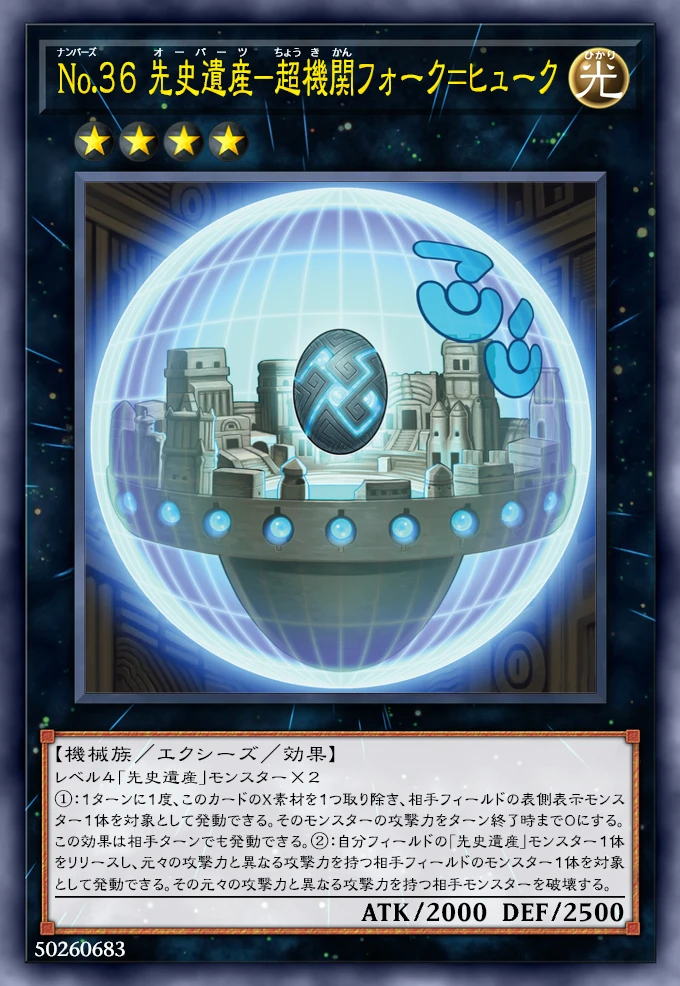 ナンバーズ オーパーツ ちょうきかん
No.36 先史遺産−超機関フォーク=ヒューク
ひかり
光
【機械族／エクシーズ／効果】
レベル４「先史遺産」モンスター×２
①：1ターンに１度、このカードのX素材を１つ取り除き、相手フィールドの表側表示モンス
ター１体を対象として発動できる。そのモンスターの攻撃力をターン終了時まで０にする。
この効果は相手ターンでも発動できる。②：自分フィールドの「先史遺産」モンスター１体
をリリースし、元々の攻撃力と異なる攻撃力を持つ相手フィールドのモンスター１体を対象
として発動できる。その元々の攻撃力と異なる攻撃力を持つ相手モンスターを破壊する。
ATK/2000 DEF/2500
50260683